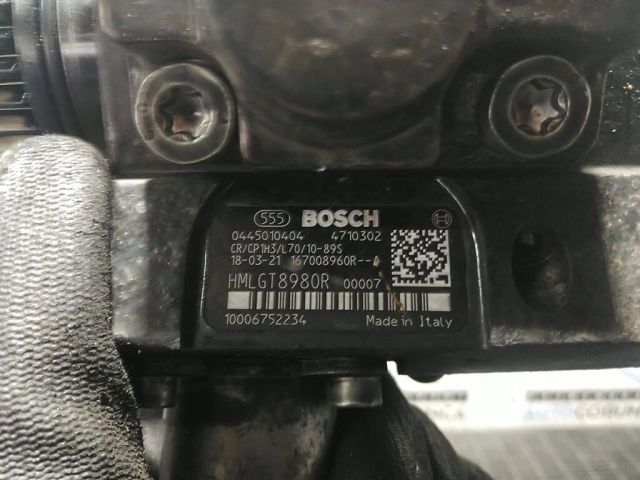 555 BOSCH
0445010404 4710302
CR/CP1H3/L70/10-89S
18-03-21 167008960R--A
HMLGT8980R 00007
10006752234 Made in Italy